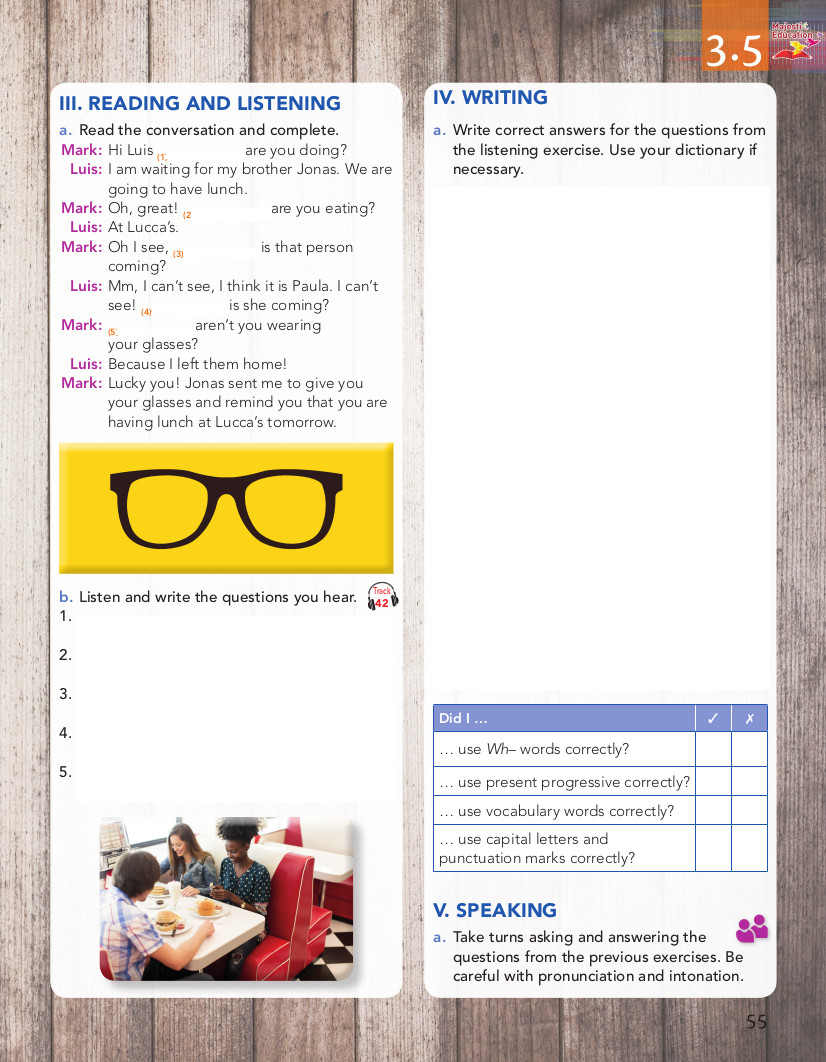 3.5
Majestic
Education
III. READING AND LISTENING
a. Read the conversation and complete.
Mark: Hi Luis (1) are you doing?
Luis: I am waiting for my brother Jonas. We are
going to have lunch.
Mark: Oh, great! (2 are you eating?
Luis: At Lucca’s.
Mark: Oh I see, (3) is that person
coming?
Luis: Mm, I can’t see, I think it is Paula. I can’t
see! (4) is she coming?
Mark: (5) aren’t you wearing
your glasses?
Luis: Because I left them home!
Mark: Lucky you! Jonas sent me to give you
your glasses and remind you that you are
having lunch at Lucca’s tomorrow.
b. Listen and write the questions you hear.
Track
42
1.
2.
3.
4.
5.
IV. WRITING
a. Write correct answers for the questions from
the listening exercise. Use your dictionary if
necessary.
Did I … ✓ ✗
… use Wh– words correctly?
… use present progressive correctly?
… use vocabulary words correctly?
… use capital letters and
punctuation marks correctly?
V. SPEAKING
a. Take turns asking and answering the
questions from the previous exercises. Be
careful with pronunciation and intonation.
55